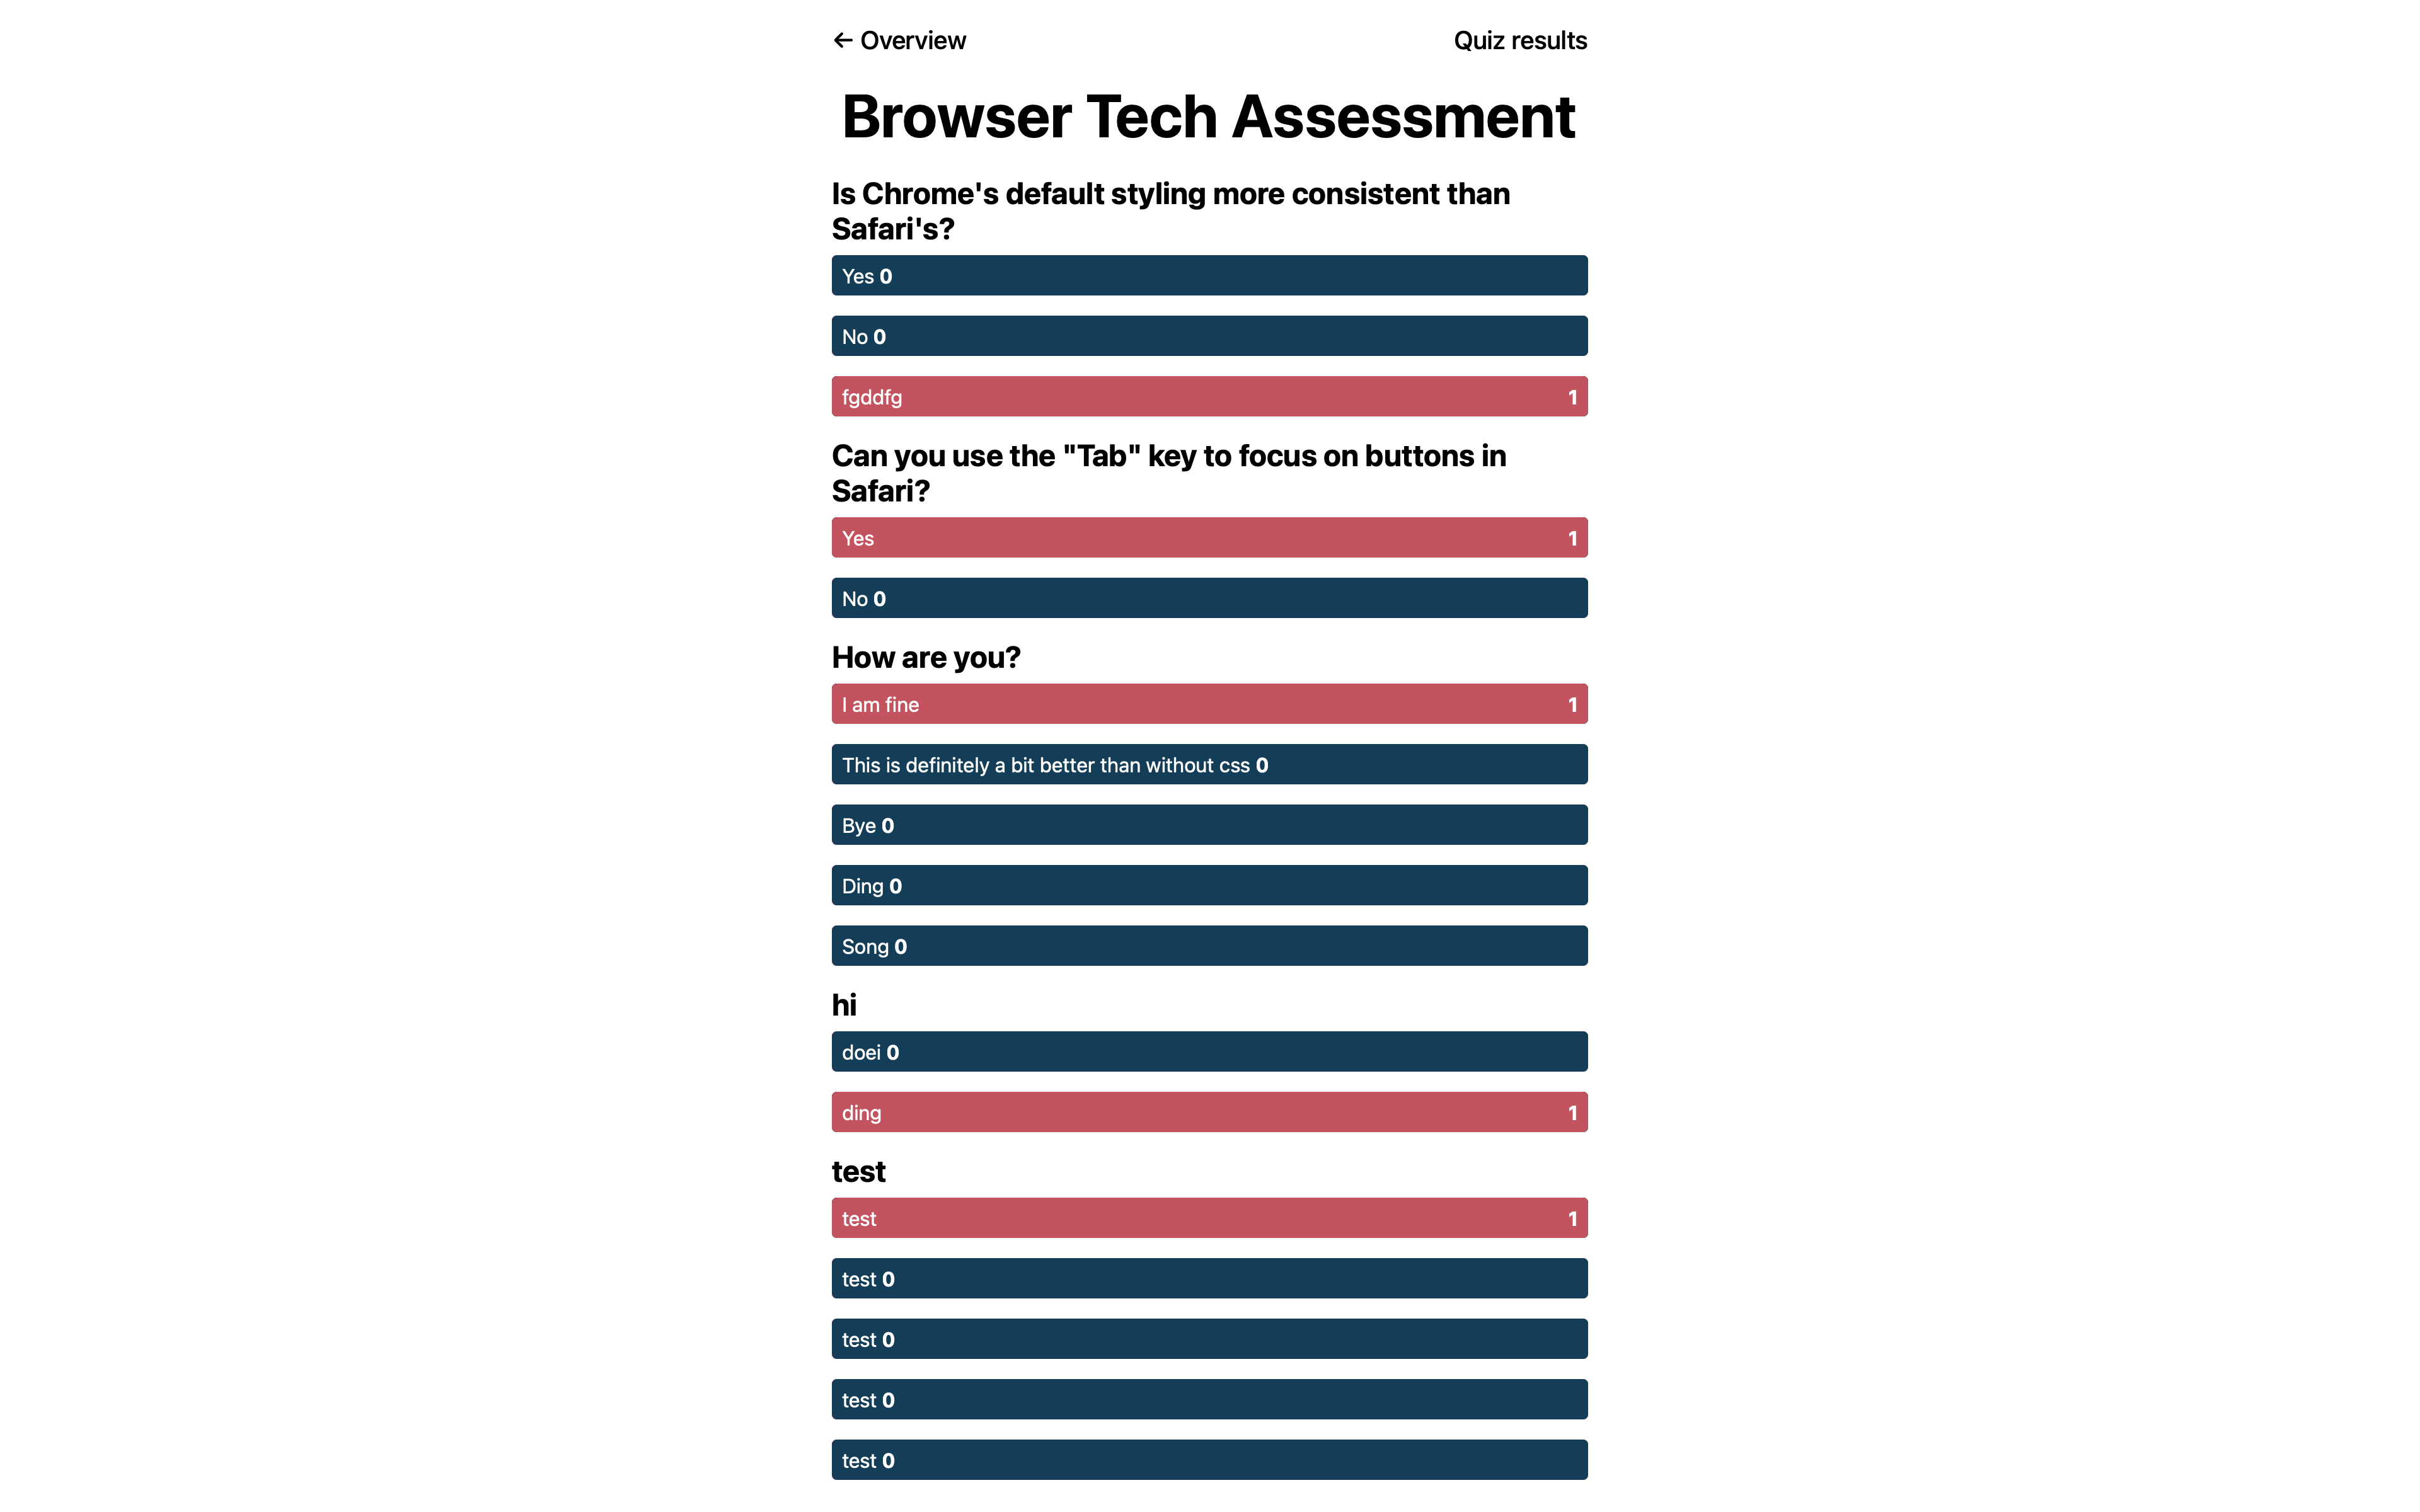 ← Overview
Quiz results
Browser Tech Assessment
Is Chrome's default styling more consistent than
Safari's?
Yes 0
No 0
fgddfg 1
Can you use the "Tab" key to focus on buttons in
Safari?
Yes 1
No 0
How are you?
I am fine 1
This is definitely a bit better than without css 0
Bye 0
Ding 0
Song 0
hi
doei 0
ding 1
test
test 1
test 0
test 0
test 0
test 0